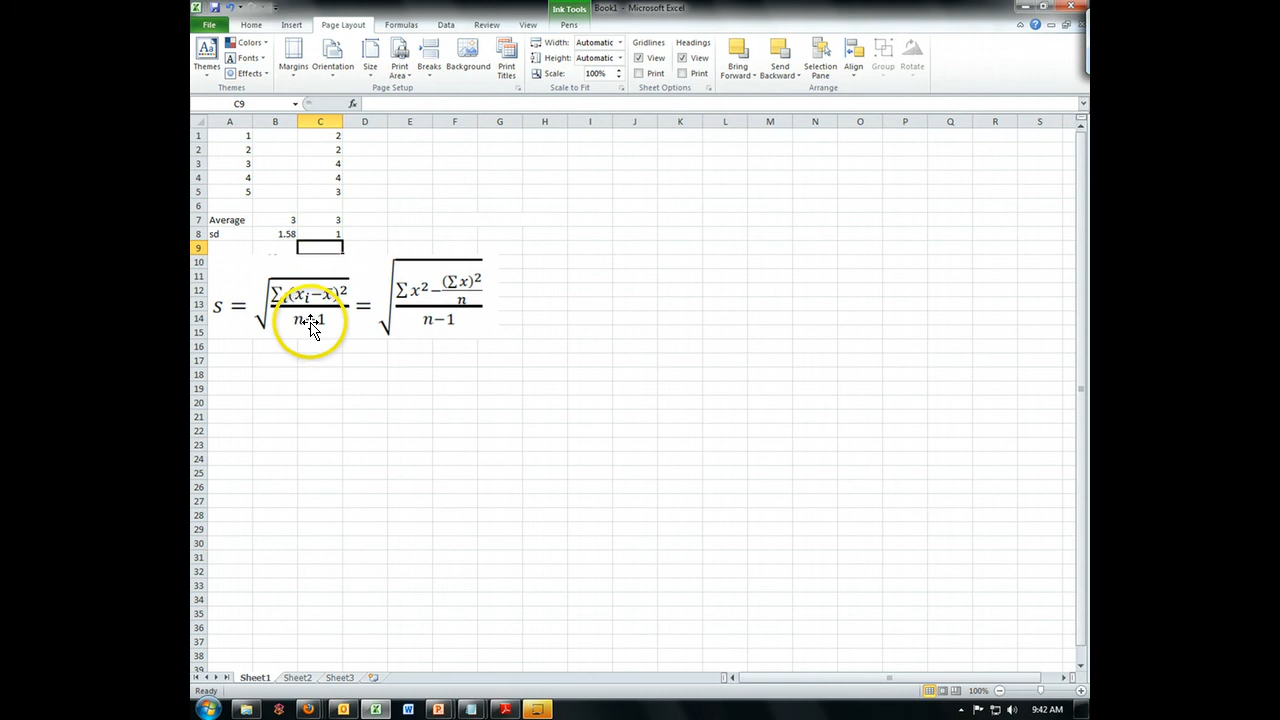 Ink Tools
Book1 - Microsoft Excel
File Home Insert Page Layout Formulas Data Review View Pens
Colors
Fonts
Effects
Themes
Margins Orientation Size Print Area Breaks Background Print Titles
Width: Automatic
Height: Automatic
Scale: 100%
Gridlines Headings
View View
Print Print
Bring Forward Send Backward Selection Pane Align Group Rotate
Themes Page Setup Scale to Fit Sheet Options Arrange
C9 fx
A B C D E F G H I J K L M N O P Q R S
1 1 2
2 2 2
3 3 4
4 4 4
5 5 3
6
7 Average 3 3
8 sd 1.58 1
9
10
11
12
13
14
15
s = √(∑i(xi−x̄)²/(n−1)) = √((∑x²−(∑x)²/n)/(n−1))
16
17
18
19
20
21
22
23
24
25
26
27
28
29
30
31
32
33
34
35
36
37
38
39
Sheet1 Sheet2 Sheet3
Ready 100%
9:42 AM